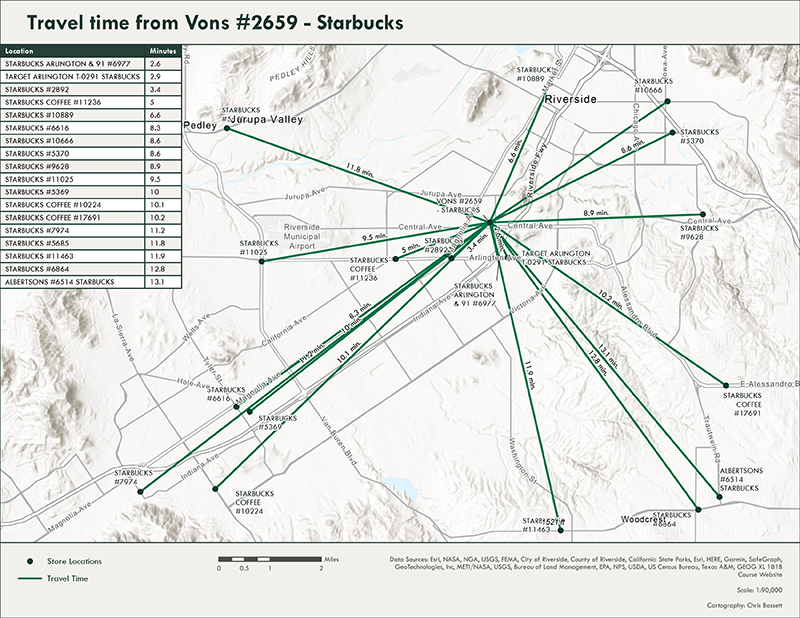 Travel time from Vons #2659 - Starbucks
Location Minutes
STARBUCKS ARLINGTON & 91 #6977 2.6
TARGET ARLINGTON T-0291 STARBUCKS 2.9
STARBUCKS #2892 3.4
STARBUCKS COFFEE #11236 5
STARBUCKS #10889 6.6
STARBUCKS #6616 8.3
STARBUCKS #10666 8.6
STARBUCKS #5370 8.6
STARBUCKS #9628 8.9
STARBUCKS #11025 9.5
STARBUCKS #5369 10
STARBUCKS COFFEE #10224 10.1
STARBUCKS COFFEE #17691 10.2
STARBUCKS #7974 11.2
STARBUCKS #5685 11.8
STARBUCKS #11463 11.9
STARBUCKS #6864 12.8
ALBERTSONS #6514 STARBUCKS 13.1
PEDLEY HILLS
STARBUCKS
#10889
Riverside
STARBUCKS
#10666
Chicago Ave
STARBUCKS
Jurupa Valley
Pedley
STARBUCKS
#5370
8.6 min.
6.6 min.
Riverside Fwy
11.8 min.
Jurupa Ave
Jurupa Ave
VONS #2659
- STARBUCKS
8.9 min.
Central Ave
STARBUCKS
#9628
Riverside
Municipal
Airport
Central Ave
Central Ave
9.5 min.
STARBUCKS
#11025
5 min.
STARBUCKS
#2892
3.4 min.
STARBUCKS
COFFEE
#11236
Arlington Ave
TARGET ARLINGTON
T-0291 STARBUCKS
STARBUCKS
ARLINGTON
& 91 #6977
Magnolia Ave
Indiana Ave
Victoria Ave
10.2 min.
Alessandro Blvd
La Sierra Ave
Wells Ave
California Ave
8.3 min.
10 min.
11.2 min.
10.1 min.
13.1 min.
12.8 min.
11.9 min.
Hole Ave
Tyler St
Magnolia Ave
STARBUCKS
#6616
STARBUCKS
#5369
E Alessandro B
STARBUCKS
COFFEE
#17691
Van Buren Blvd
Trautwein Rd
Washington St
Indiana Ave
STARBUCKS
#7974
STARBUCKS
COFFEE
#10224
Magnolia Ave
ALBERTSONS
#6514
STARBUCKS
STARBUCKS
#6864
Woodcrest
#11463
Store Locations
Travel Time
Miles
0 0.5 1 2
Data Sources: Esri, NASA, NGA, USGS, FEMA, City of Riverside, County of Riverside, California State Parks, Esri, HERE, Garmin, SafeGraph,
GeoTechnologies, Inc, METI/NASA, USGS, Bureau of Land Management, EPA, NPS, USDA, US Census Bureau, Texas A&M, GEOG XL 181B
Course Website
Scale: 1:90,000
Cartography: Chris Bassett